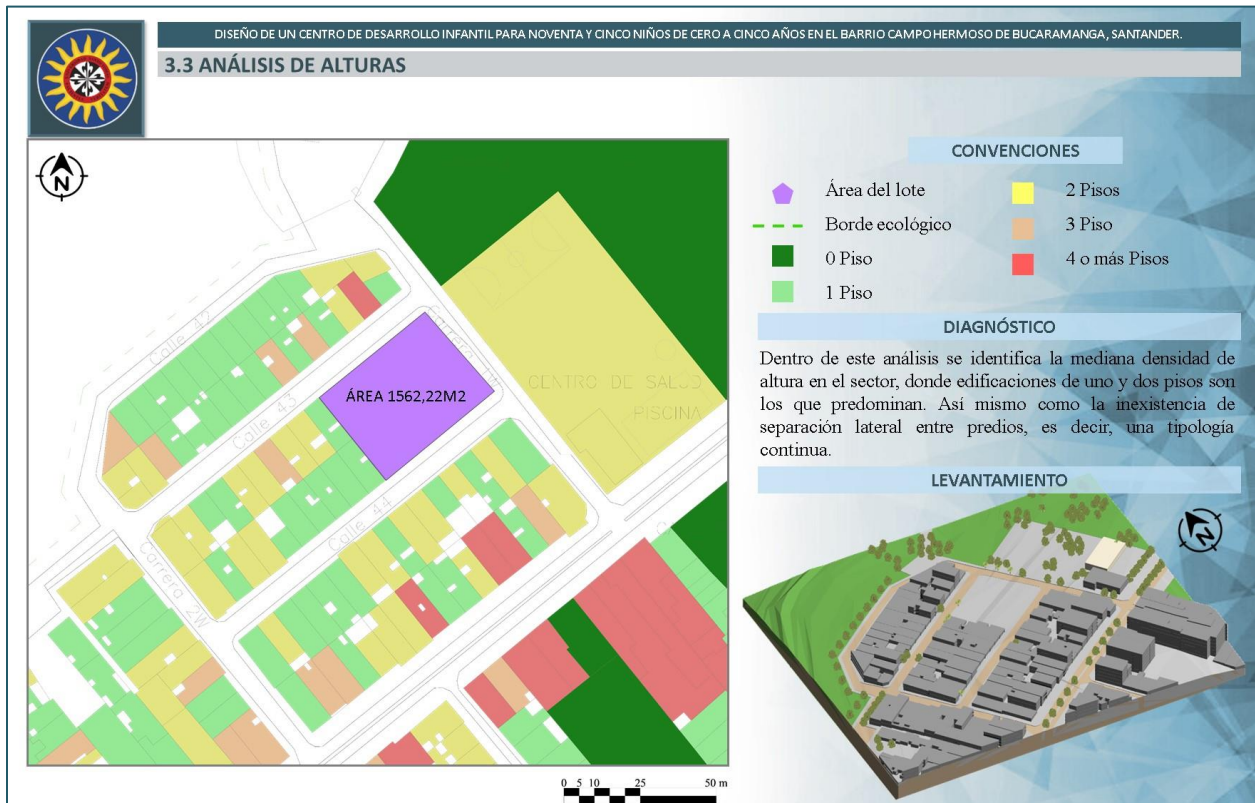 DISEÑO DE UN CENTRO DE DESARROLLO INFANTIL PARA NOVENTA Y CINCO NIÑOS DE CERO A CINCO AÑOS EN EL BARRIO CAMPO HERMOSO DE BUCARAMANGA, SANTANDER.
3.3 ANÁLISIS DE ALTURAS
N
Calle 42
Calle 43
ÁREA 1562,22M2
CENTRO DE SALUD
PISCINA
Calle 44
Carrera 2W
0 5 10 25 50 m
CONVENCIONES
Área del lote
Borde ecológico
0 Piso
1 Piso
2 Pisos
3 Piso
4 o más Pisos
DIAGNÓSTICO
Dentro de este análisis se identifica la mediana densidad de
altura en el sector, donde edificaciones de uno y dos pisos son
los que predominan. Así mismo como la inexistencia de
separación lateral entre predios, es decir, una tipología
continua.
LEVANTAMIENTO
N